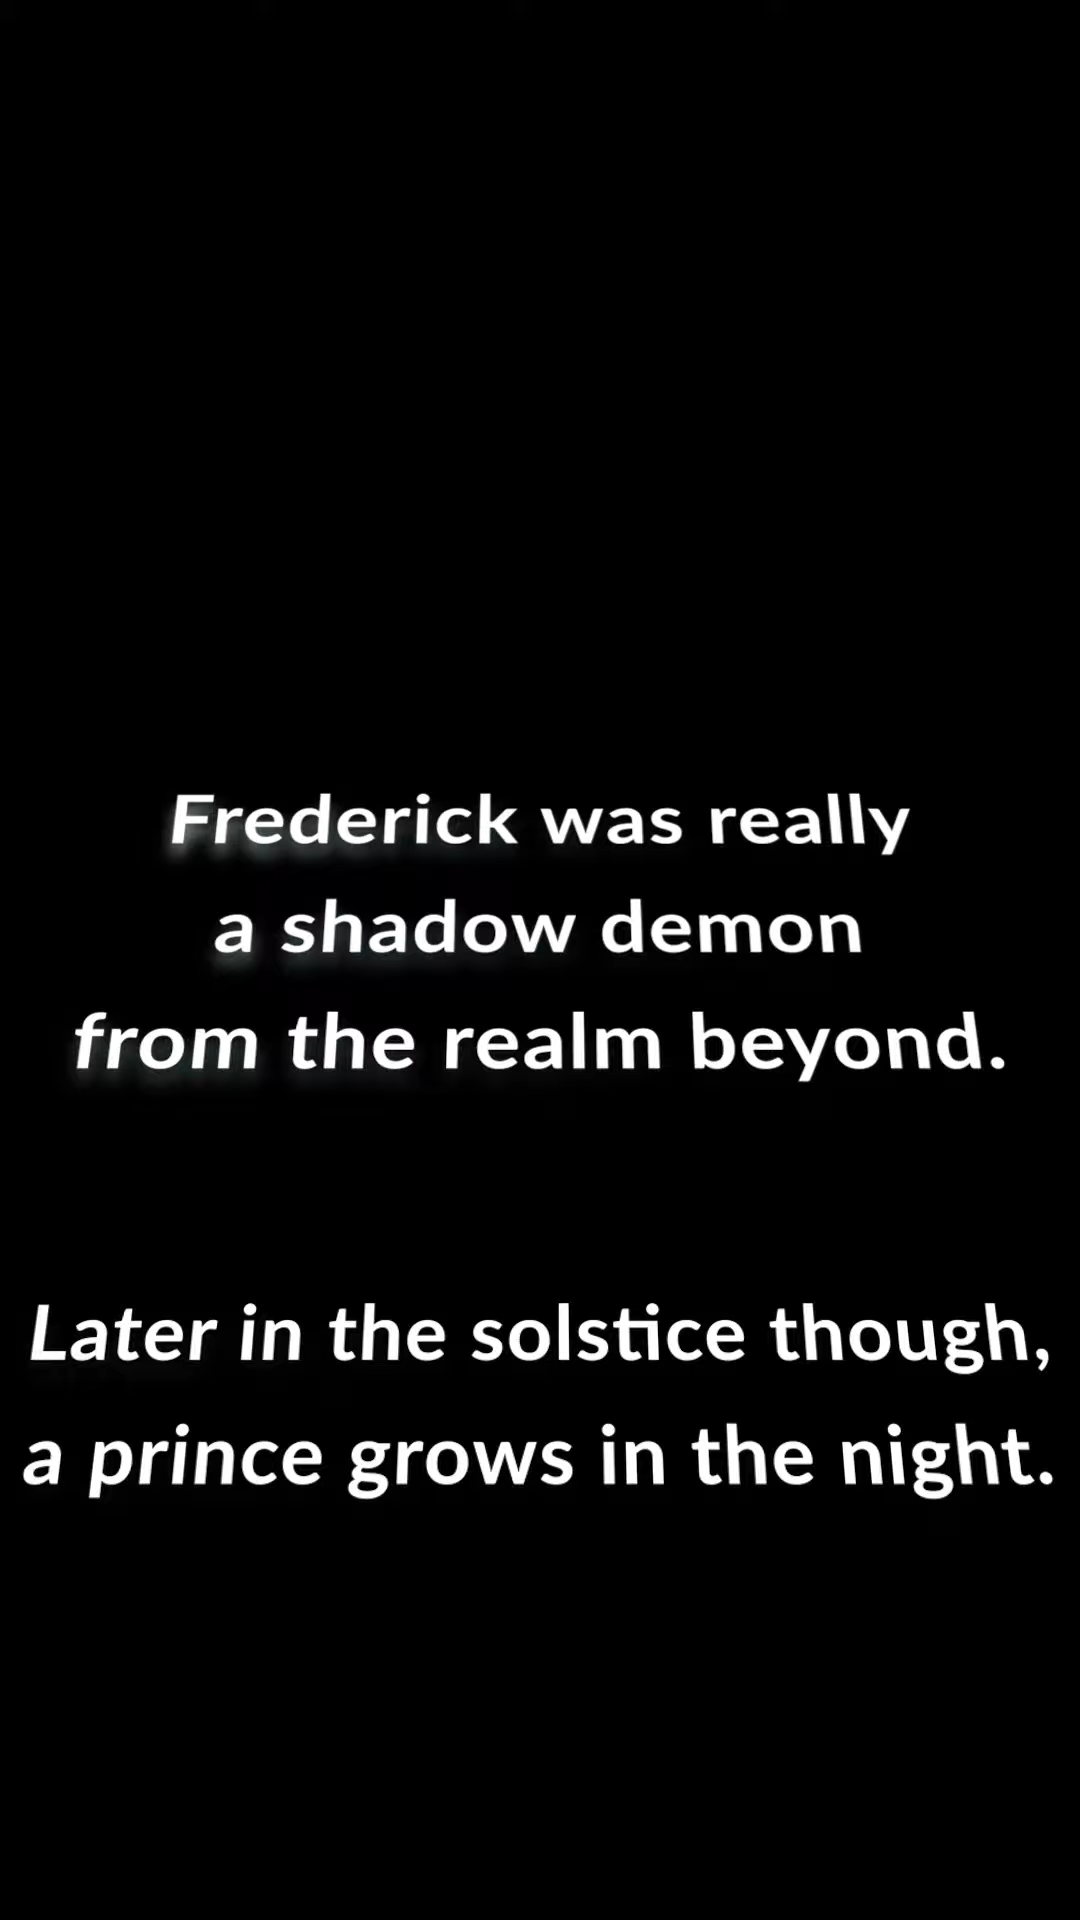 Frederick was really
a shadow demon
from the realm beyond.
Later in the solstice though,
a prince grows in the night.